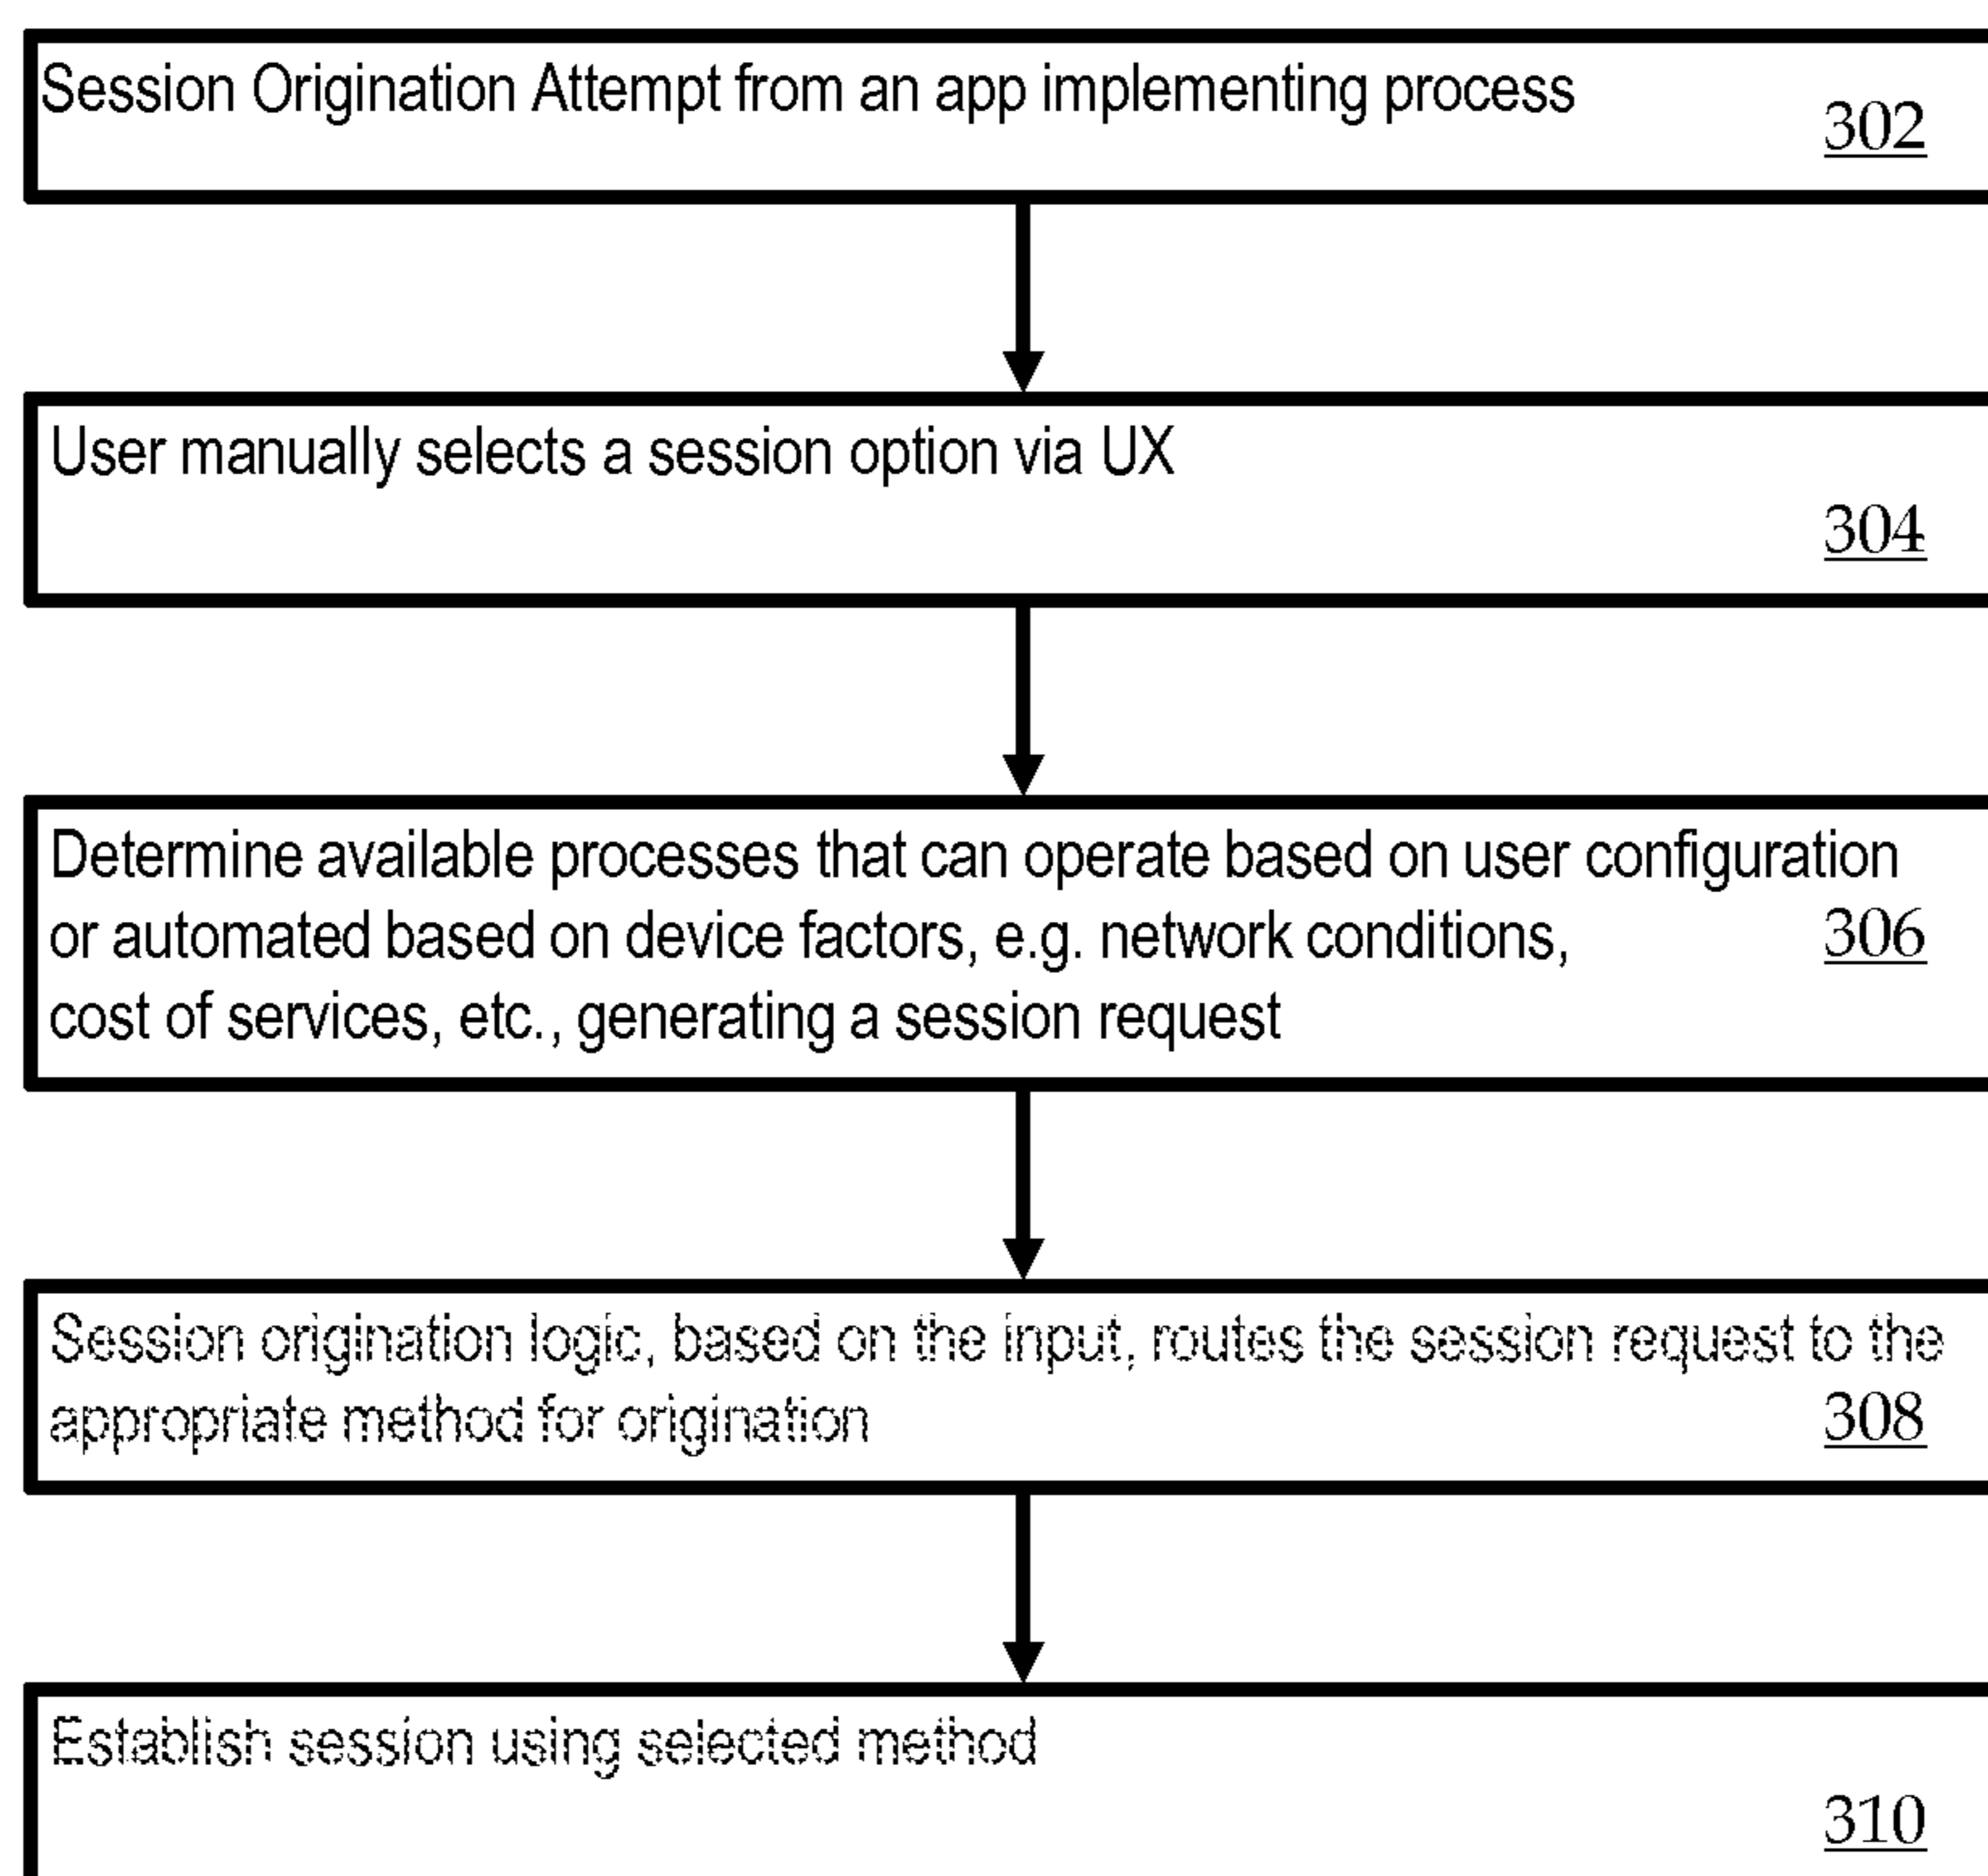 Session Origination Attempt from an app implementing process
302
User manually selects a session option via UX
304
Determine available processes that can operate based on user configuration
or automated based on device factors, e.g. network conditions,
306
cost of services, etc., generating a session request
Session origination logic, based on the input, routes the session request to the
appropriate method for origination
308
Establish session using selected method
310